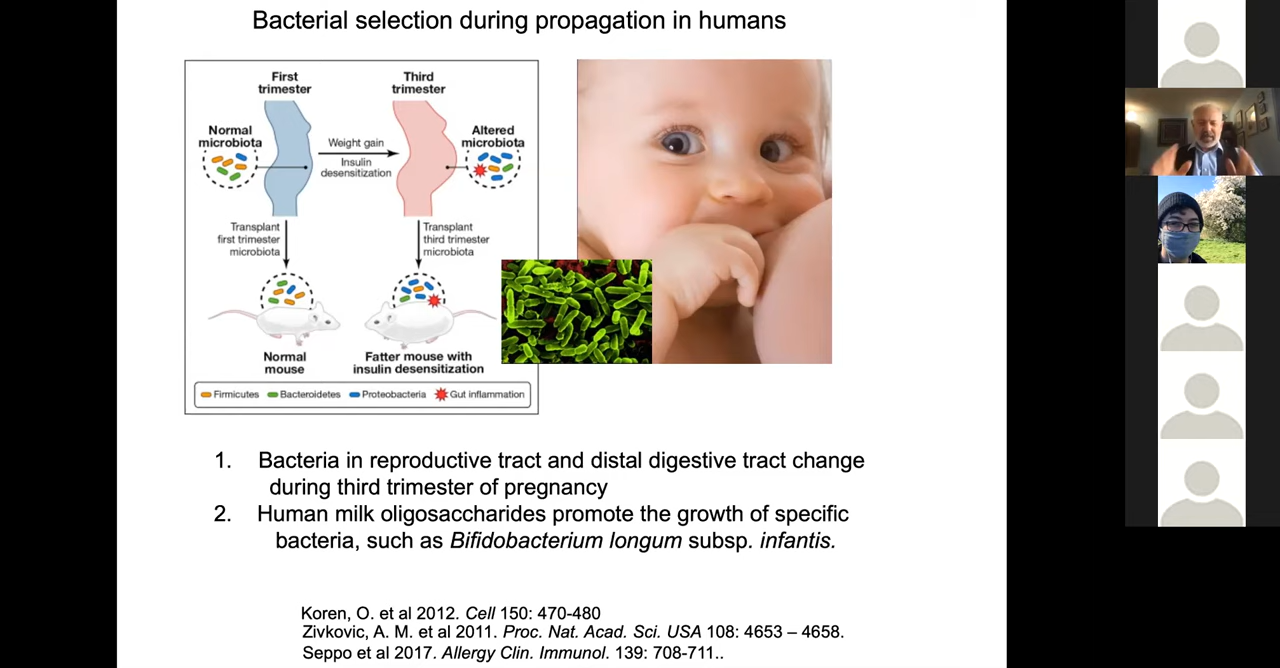 Bacterial selection during propagation in humans
First
trimester
Third
trimester
Normal
microbiota
Weight gain
Insulin
desensitization
Altered
microbiota
Transplant
first trimester
microbiota
Transplant
third trimester
microbiota
Normal
mouse
Fatter mouse with
insulin desensitization
Firmicutes Bacteroidetes Proteobacteria Gut inflammation
1. Bacteria in reproductive tract and distal digestive tract change
during third trimester of pregnancy
2. Human milk oligosaccharides promote the growth of specific
bacteria, such as Bifidobacterium longum subsp. infantis.
Koren, O. et al 2012. Cell 150: 470-480
Zivkovic, A. M. et al 2011. Proc. Nat. Acad. Sci. USA 108: 4653 – 4658.
Seppo et al 2017. Allergy Clin. Immunol. 139: 708-711..